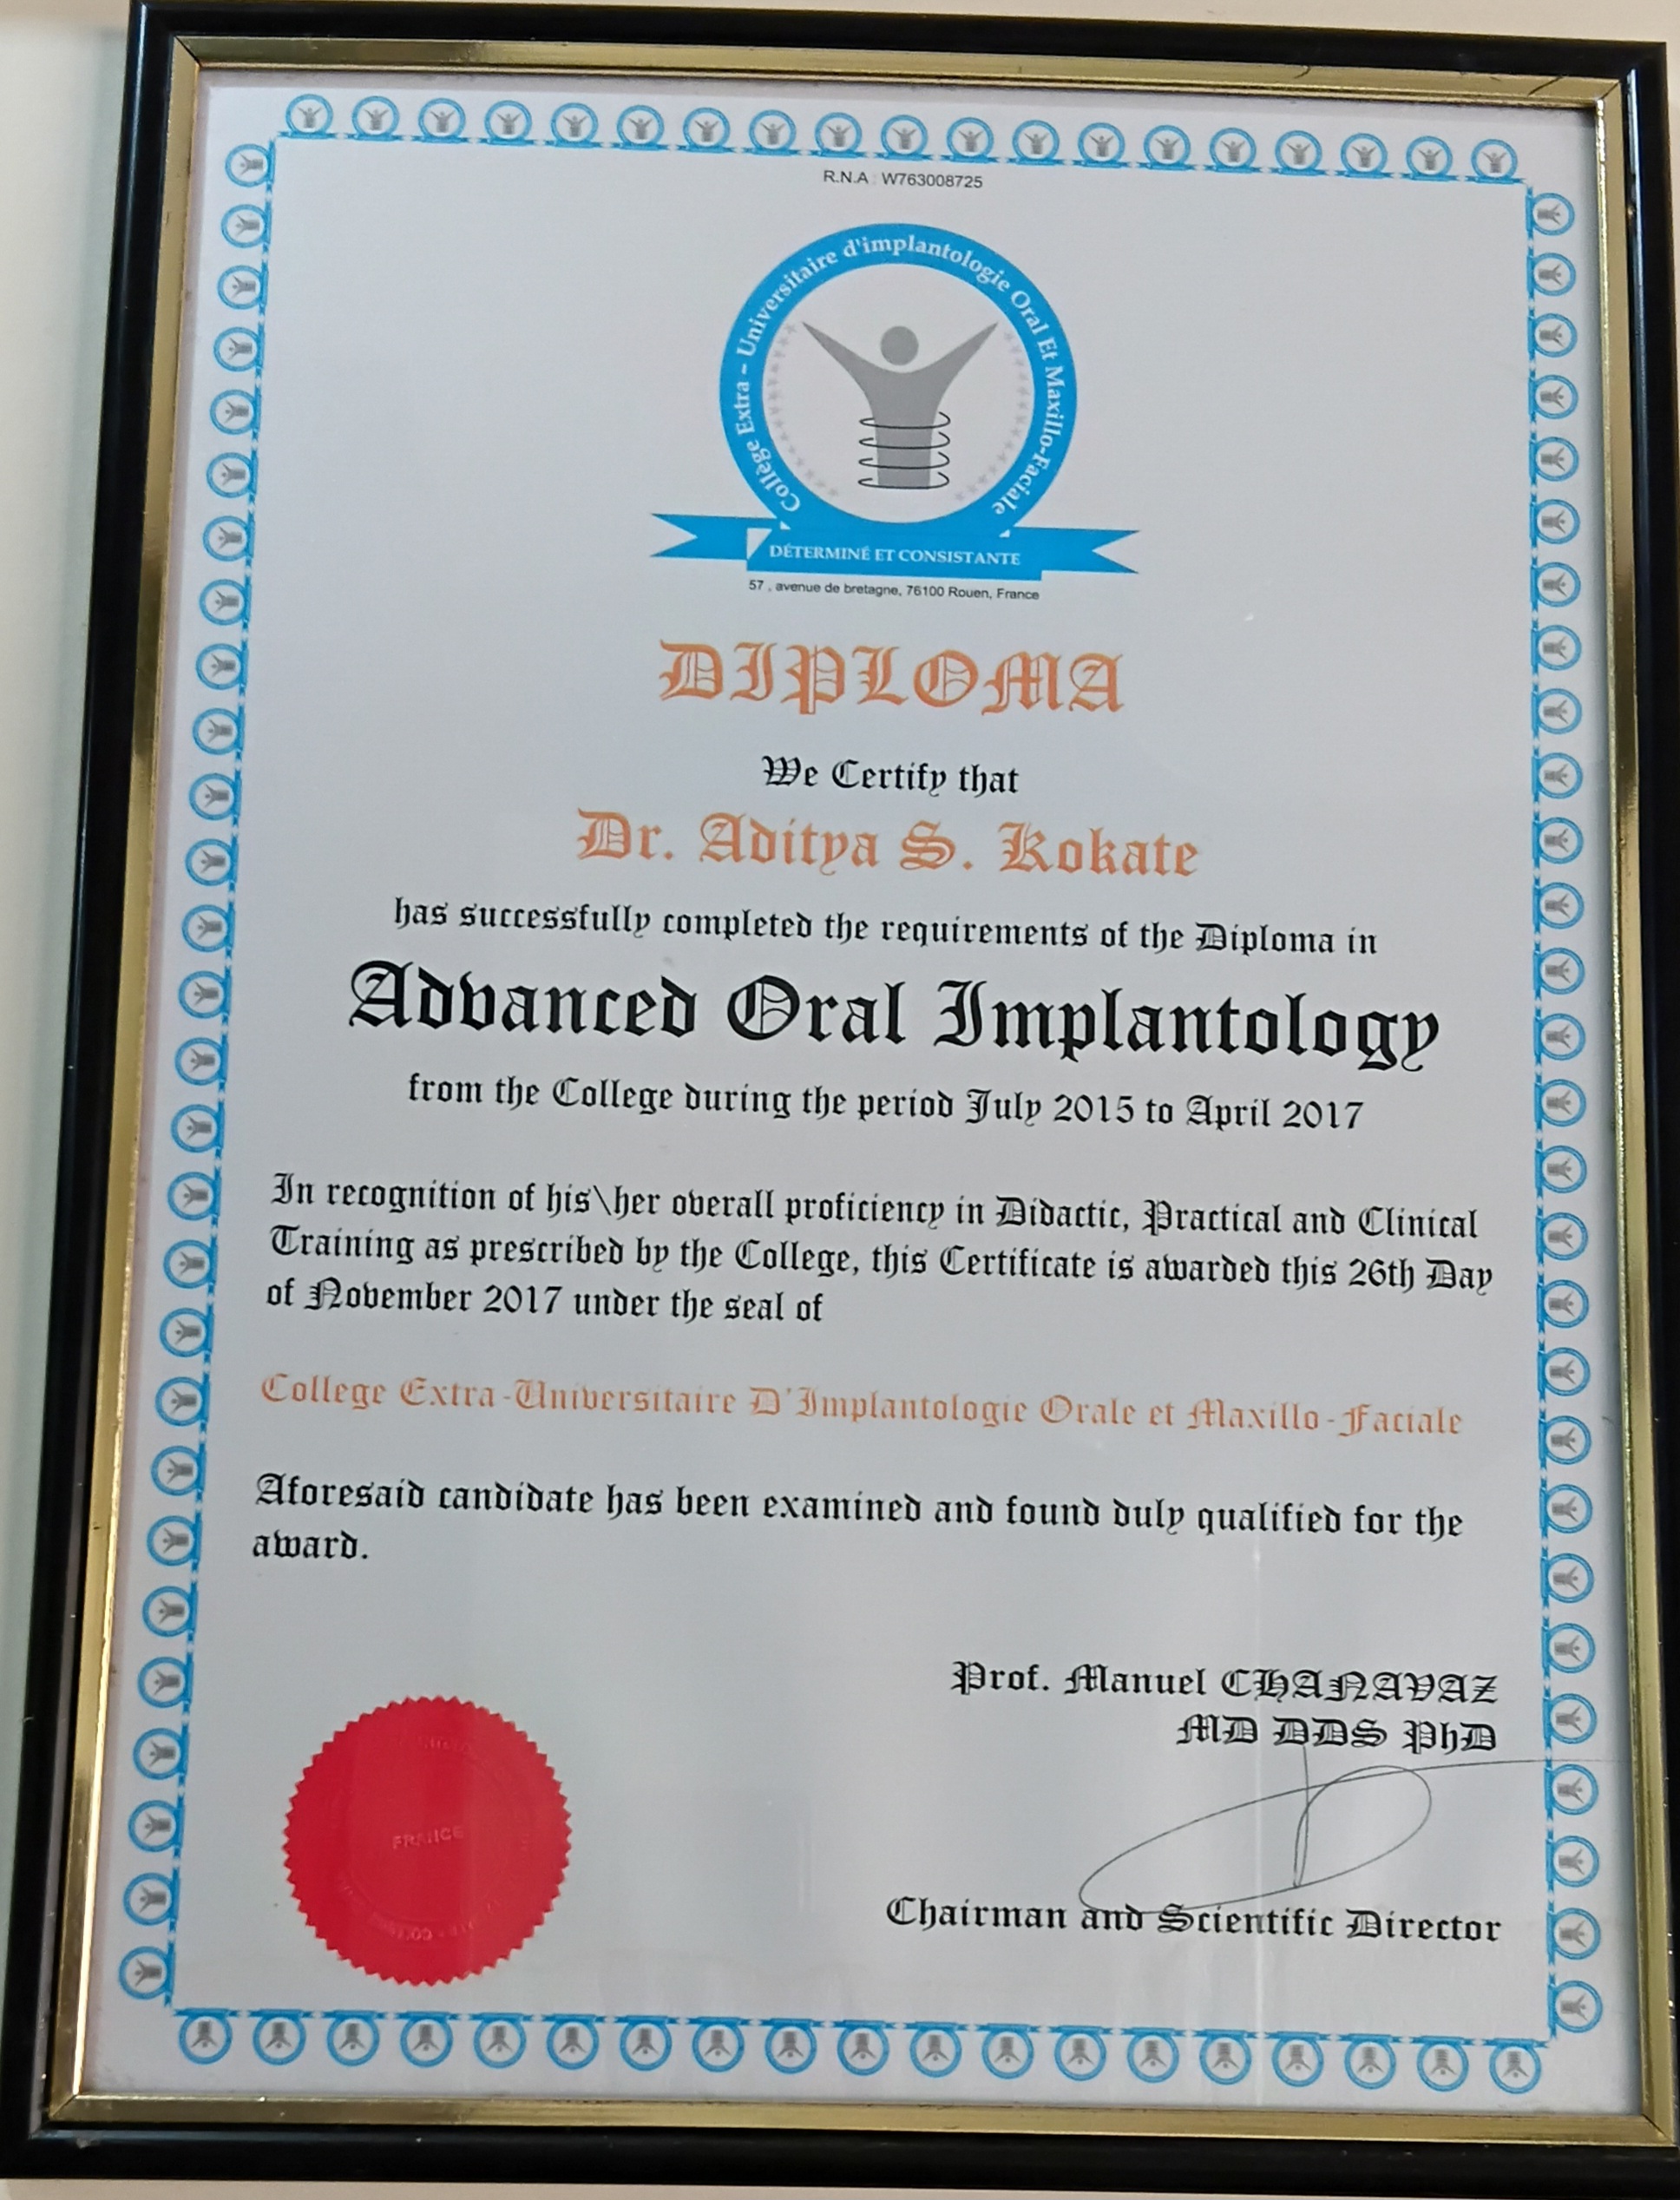 R.N.A : W763008725
Collège Extra - Universitaire d'implantologie Oral Et Maxillo-Faciale
DÉTERMINÉ ET CONSISTANTE
57 , avenue de bretagne, 76100 Rouen, France
DIPLOMA
We Certify that
Dr. Aditya S. Kokate
has successfully completed the requirements of the Diploma in
Advanced Oral Implantology
from the College during the period July 2015 to April 2017
In recognition of his\her overall proficiency in Didactic, Practical and Clinical
Training as prescribed by the College, this Certificate is awarded this 26th Day
of November 2017 under the seal of
College Extra-Universitaire D'Implantologie Orale et Maxillo-Faciale
Aforesaid candidate has been examined and found duly qualified for the
award.
Prof. Manuel CHANAVAZ
MD DDS PhD
FRANCE
Chairman and Scientific Director